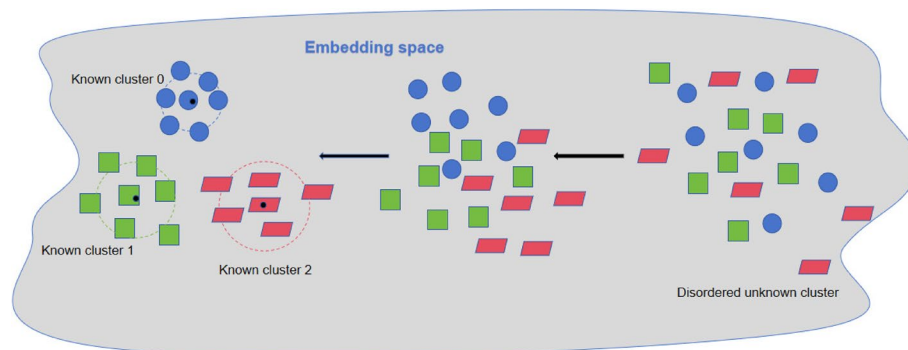 Embedding space
Known cluster 0
Known cluster 1
Known cluster 2
Disordered unknown cluster